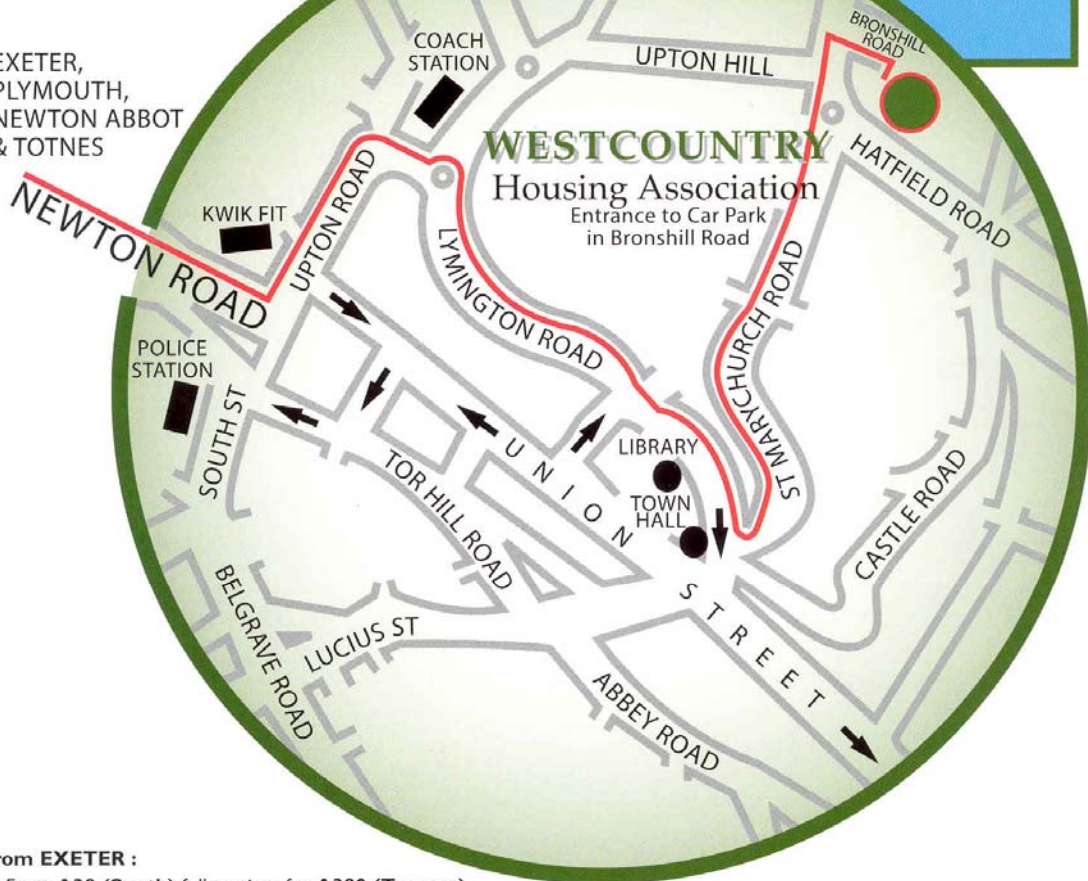 EXETER,
PLYMOUTH,
NEWTON ABBOT
& TOTNES
NEWTON ROAD
KWIK FIT
UPTON ROAD
COACH
STATION
UPTON HILL
BRONSHILL
ROAD
WESTCOUNTRY
Housing Association
Entrance to Car Park
in Bronshill Road
HATFIELD ROAD
LYMINGTON ROAD
ST MARYCHURCH ROAD
POLICE
STATION
SOUTH ST
TOR HILL ROAD
UNION
STREET
LIBRARY
TOWN
HALL
CASTLE ROAD
BELGRAVE ROAD
LUCIUS ST
ABBEY ROAD
rom EXETER :